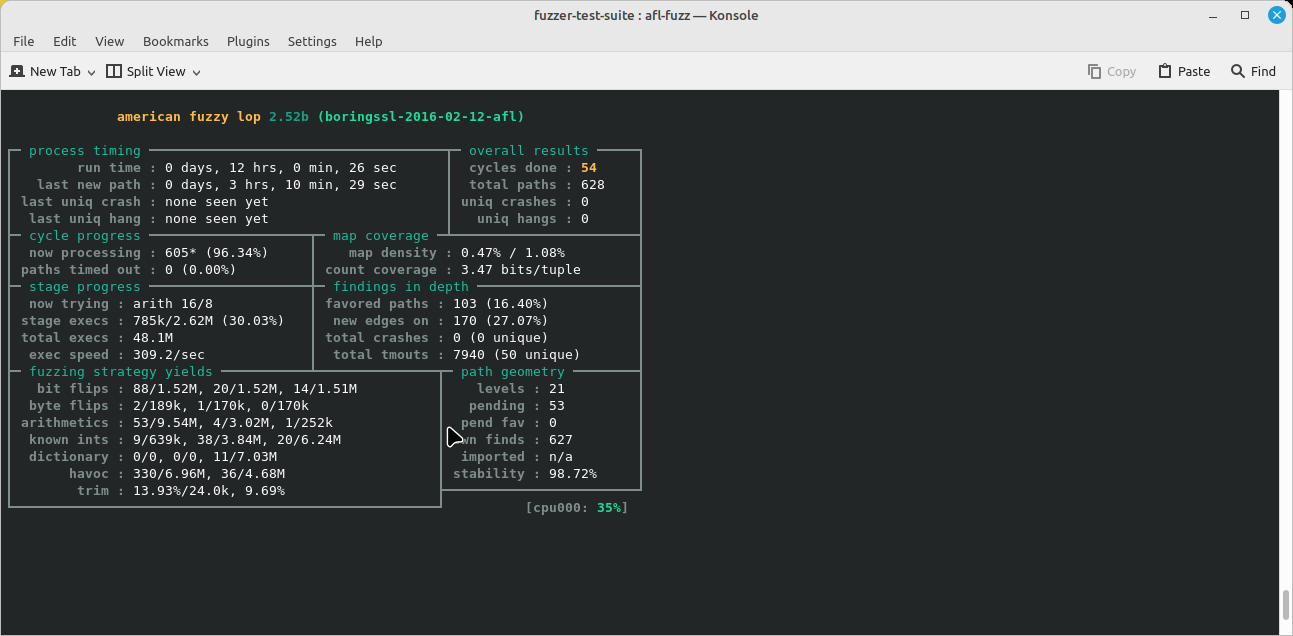 fuzzer-test-suite : afl-fuzz — Konsole
File Edit View Bookmarks Plugins Settings Help
New Tab Split View Copy Paste Find
american fuzzy lop 2.52b (boringssl-2016-02-12-afl)
process timing overall results
run time : 0 days, 12 hrs, 0 min, 26 sec cycles done : 54
last new path : 0 days, 3 hrs, 10 min, 29 sec total paths : 628
last uniq crash : none seen yet uniq crashes : 0
last uniq hang : none seen yet uniq hangs : 0
cycle progress map coverage
now processing : 605* (96.34%) map density : 0.47% / 1.08%
paths timed out : 0 (0.00%) count coverage : 3.47 bits/tuple
stage progress findings in depth
now trying : arith 16/8 favored paths : 103 (16.40%)
stage execs : 785k/2.62M (30.03%) new edges on : 170 (27.07%)
total execs : 48.1M total crashes : 0 (0 unique)
exec speed : 309.2/sec total tmouts : 7940 (50 unique)
fuzzing strategy yields path geometry
bit flips : 88/1.52M, 20/1.52M, 14/1.51M levels : 21
byte flips : 2/189k, 1/170k, 0/170k pending : 53
arithmetics : 53/9.54M, 4/3.02M, 1/252k pend fav : 0
known ints : 9/639k, 38/3.84M, 20/6.24M wn finds : 627
dictionary : 0/0, 0/0, 11/7.03M imported : n/a
havoc : 330/6.96M, 36/4.68M stability : 98.72%
trim : 13.93%/24.0k, 9.69%
[cpu000: 35%]